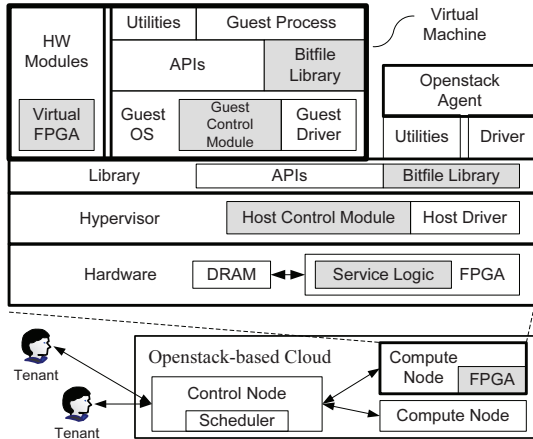 HW
Modules
Virtual
FPGA
Utilities
Guest Process
APIs
Bitfile
Library
Guest
OS
Guest
Control
Module
Guest
Driver
Virtual
Machine
Openstack
Agent
Utilities
Driver
Library
APIs
Bitfile Library
Hypervisor
Host Control Module
Host Driver
Hardware
DRAM
Service Logic
FPGA
Tenant
Tenant
Openstack-based Cloud
Control Node
Scheduler
Compute
Node
FPGA
Compute Node